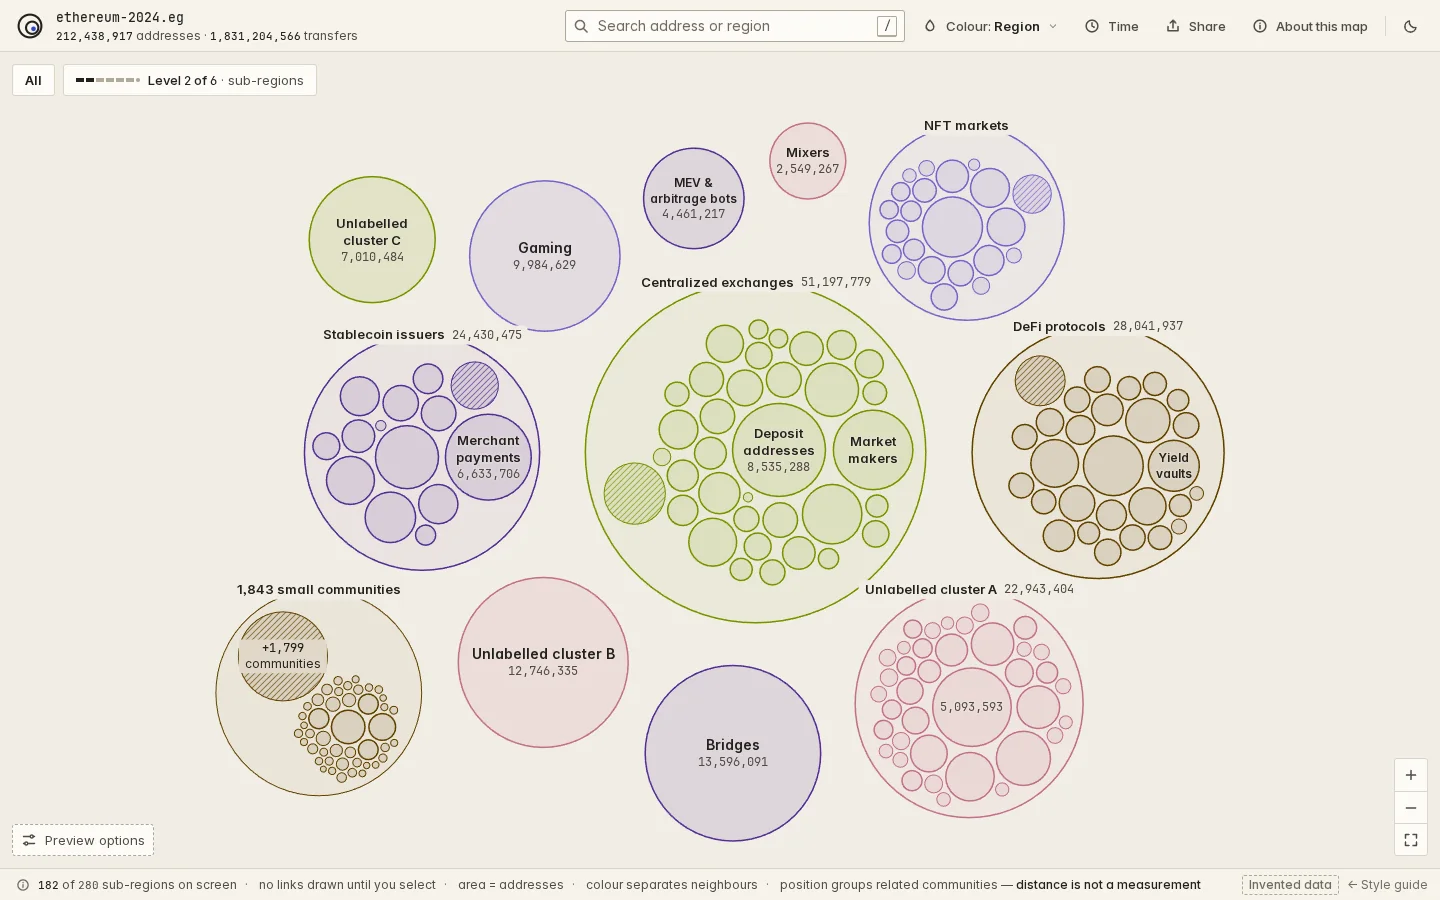 ethereum-2024.eg
212,438,917 addresses · 1,831,204,566 transfers
Search address or region /
Colour: Region
Time
Share
About this map
All
Level 2 of 6 · sub-regions
NFT markets
Mixers
2,549,267
MEV &
arbitrage bots
4,461,217
Unlabelled
cluster C
7,010,484
Gaming
9,984,629
Centralized exchanges 51,197,779
Stablecoin issuers 24,430,475
DeFi protocols 28,041,937
Merchant
payments
6,633,706
Deposit
addresses
8,535,288
Market
makers
Yield
vaults
1,843 small communities
Unlabelled cluster A 22,943,404
+1,799
communities
Unlabelled cluster B
12,746,335
5,093,593
Bridges
13,596,091
+
−
Preview options
182 of 280 sub-regions on screen · no links drawn until you select · area = addresses · colour separates neighbours · position groups related communities — distance is not a measurement
Invented data
← Style guide